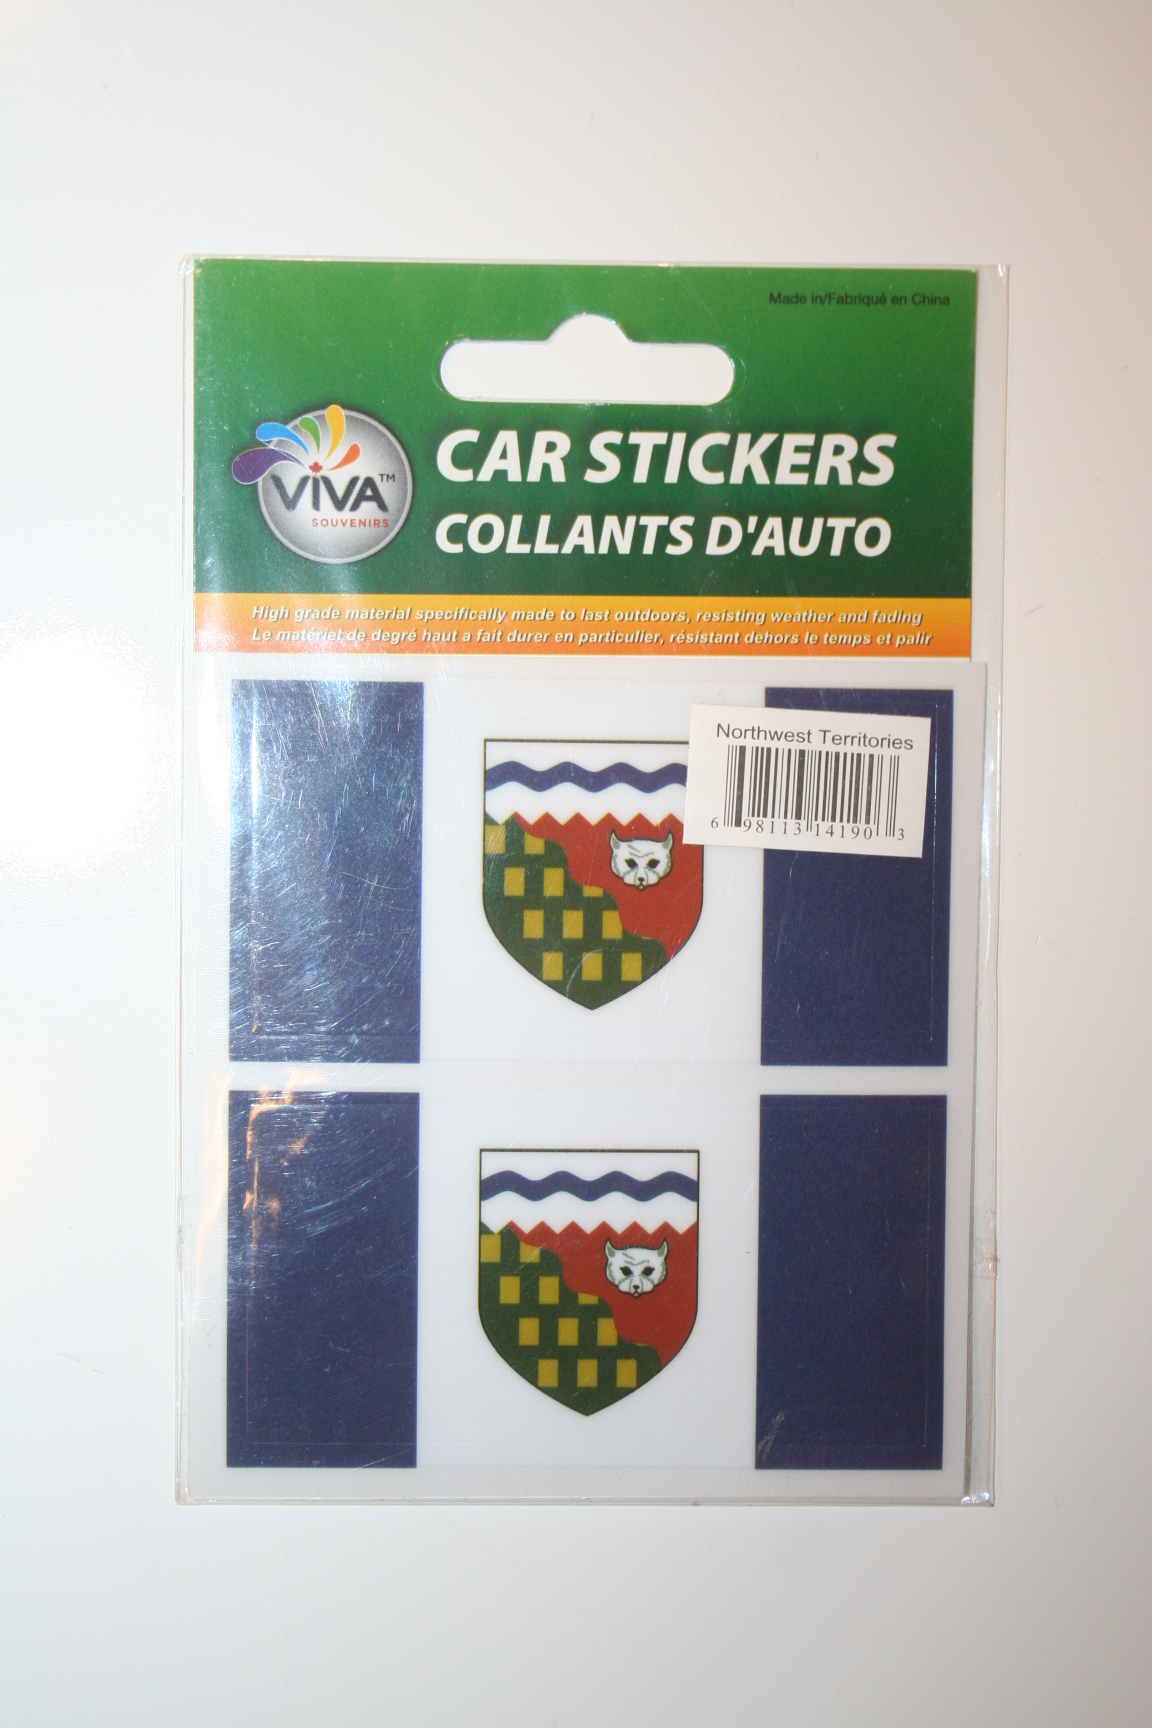 Made in/Fabriqué en China
VIVA™
SOUVENIRS
CAR STICKERS
COLLANTS D'AUTO
High grade material specifically made to last outdoors, resisting weather and fading
Le matériel de degré haut a fait durer en particulier, résistant dehors le temps et palir
Northwest Territories
6 98113 14190 3